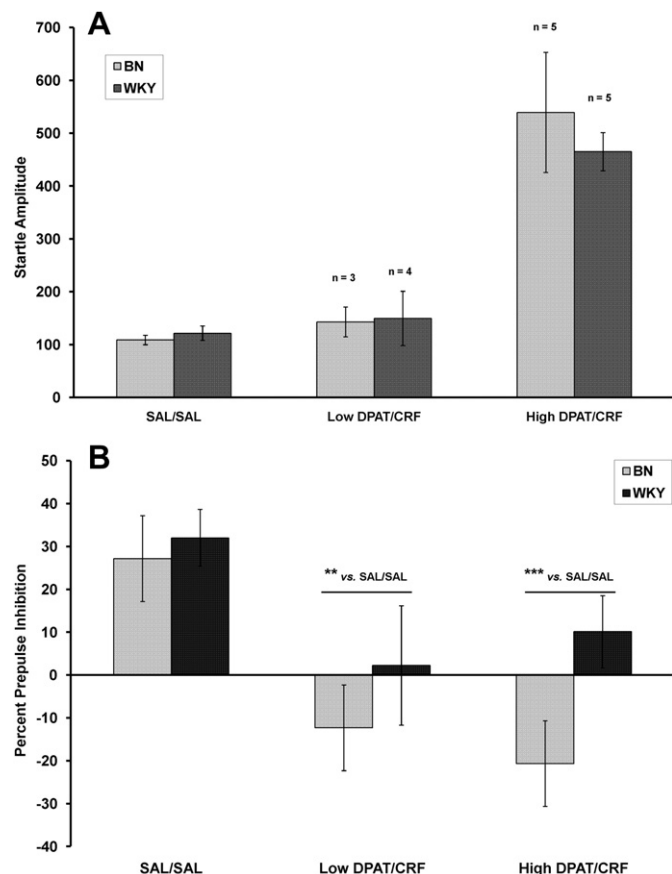 A
700
600
500
400
300
200
100
0
Startle Amplitude
BN
WKY
n = 3
n = 4
n = 5
n = 5
SAL/SAL Low DPAT/CRF High DPAT/CRF
B
50
40
30
20
10
0
-10
-20
-30
-40
Percent Prepulse Inhibition
BN
WKY
** vs. SAL/SAL
*** vs. SAL/SAL
SAL/SAL Low DPAT/CRF High DPAT/CRF